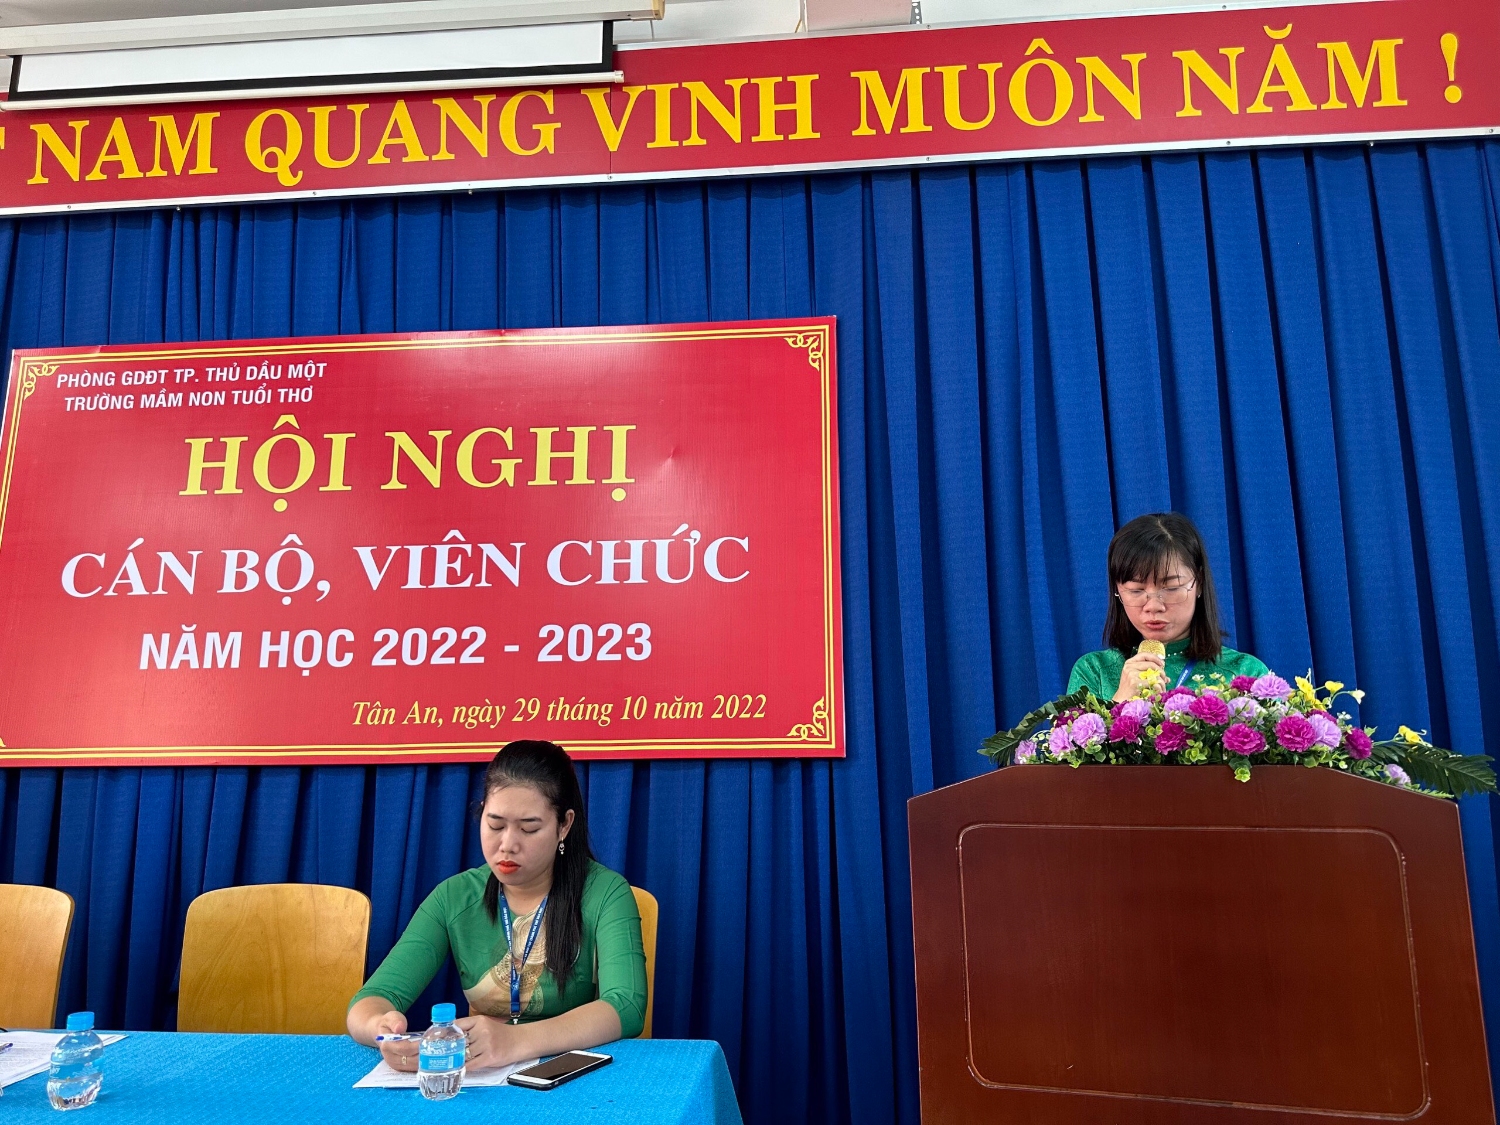 NAM QUANG VINH MUÔN NĂM !
PHÒNG GDĐT TP. THỦ DẦU MỘT
TRƯỜNG MẦM NON TUỔI THƠ
HỘI NGHỊ
CÁN BỘ, VIÊN CHỨC
NĂM HỌC 2022 - 2023
Tân An, ngày 29 tháng 10 năm 2022